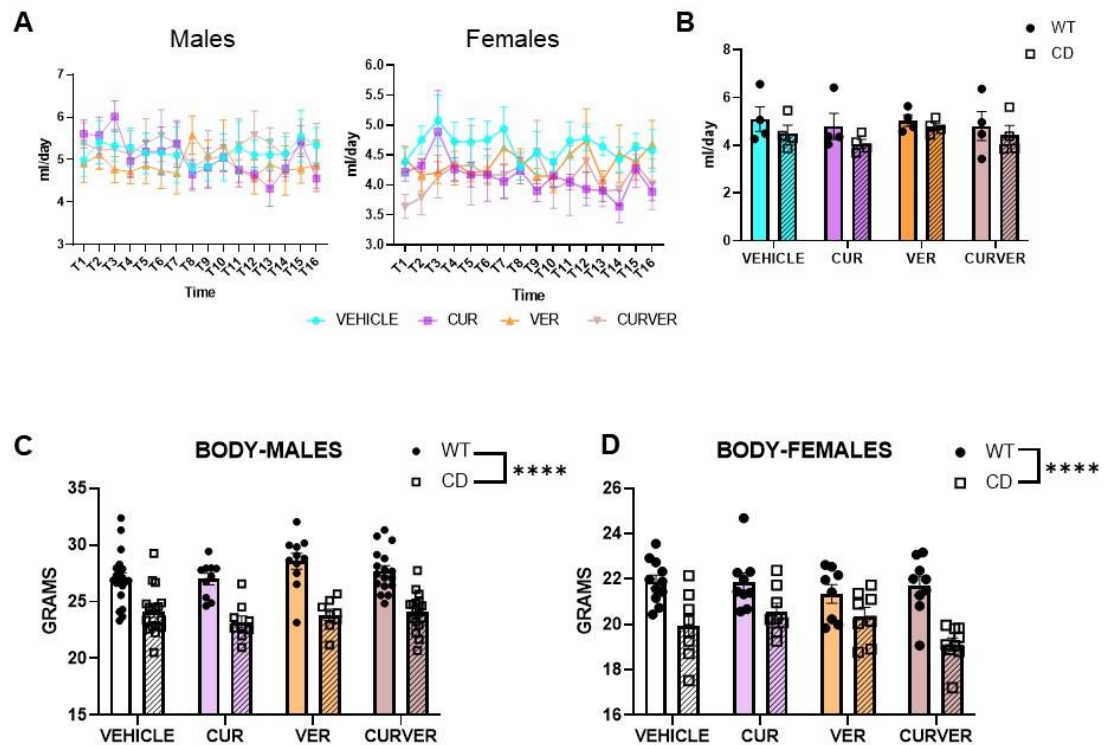 A
Males
Females
ml/day
7
6
5
4
3
T1 T2 T3 T4 T5 T6 T7 T8 T9 T10 T11 T12 T13 T14 T15 T16
Time
ml/day
5.0
4.5
4.0
3.5
3.0
T1 T2 T3 T4 T5 T6 T7 T8 T9 T10 T11 T12 T13 T14 T15 T16
Time
VEHICLE CUR VER CURVER
B
WT
CD
ml/day
8
6
4
2
0
VEHICLE CUR VER CURVER
C
BODY-MALES
WT
CD
****
GRAMS
35
30
25
20
15
VEHICLE CUR VER CURVER
D
BODY-FEMALES
WT
CD
****
GRAMS
26
24
22
20
18
16
VEHICLE CUR VER CURVER